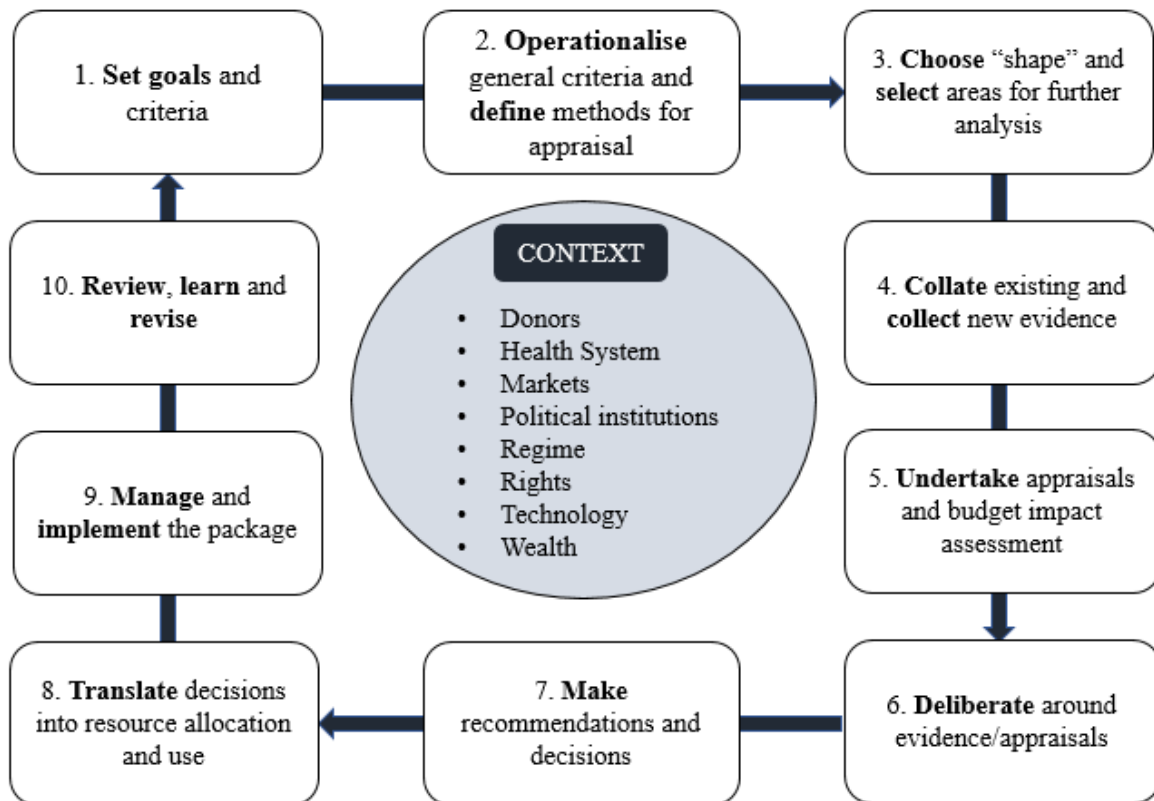 1. Set goals and
criteria
2. Operationalise
general criteria and
define methods for
appraisal
3. Choose “shape” and
select areas for further
analysis
4. Collate existing and
collect new evidence
5. Undertake appraisals
and budget impact
assessment
6. Deliberate around
evidence/appraisals
7. Make
recommendations and
decisions
8. Translate decisions
into resource allocation
and use
9. Manage and
implement the package
10. Review, learn and
revise
CONTEXT
• Donors
• Health System
• Markets
• Political institutions
• Regime
• Rights
• Technology
• Wealth